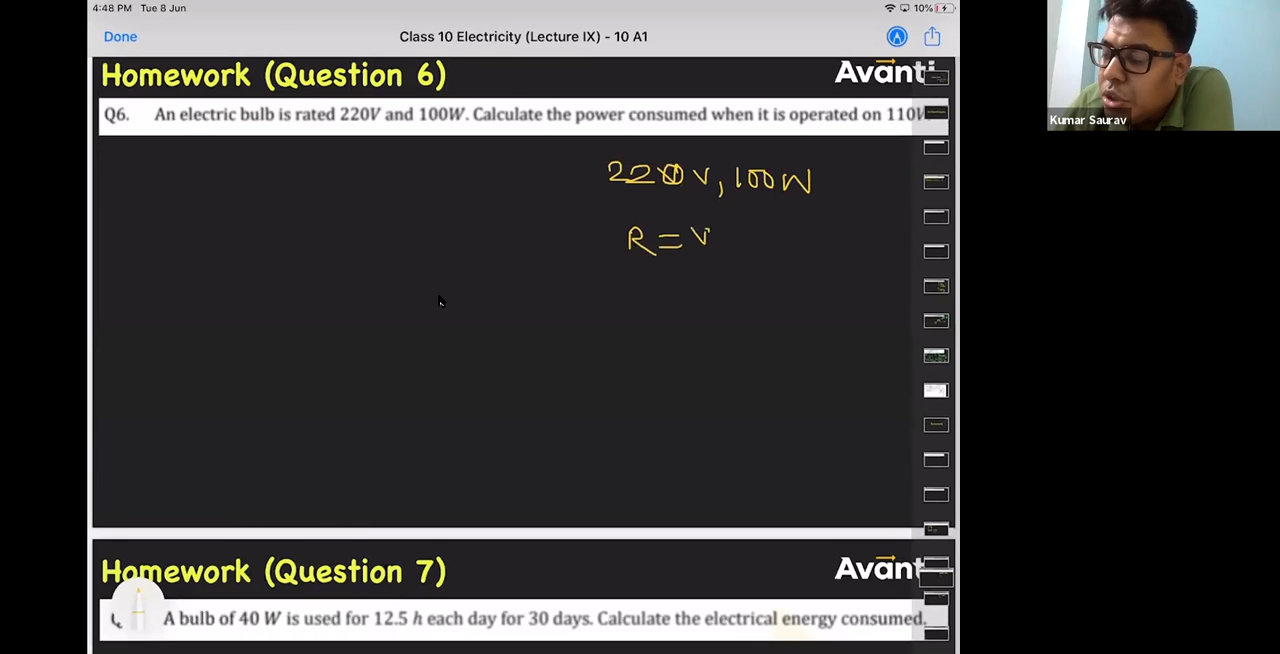 4:48 PM Tue 8 Jun
10%
Done
Class 10 Electricity (Lecture IX) - 10 A1
Homework (Question 6)
Avanti
Q6. An electric bulb is rated 220V and 100W. Calculate the power consumed when it is operated on 110V
220 V, 100W
R = V
Kumar Saurav
Homework (Question 7)
Avanti
A bulb of 40 W is used for 12.5 h each day for 30 days. Calculate the electrical energy consumed.